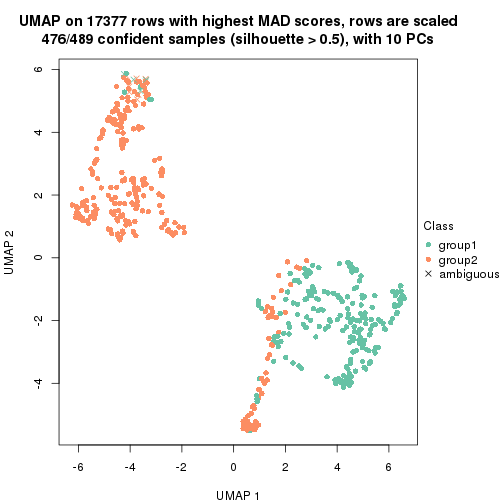 UMAP on 17377 rows with highest MAD scores, rows are scaled
476/489 confident samples (silhouette > 0.5), with 10 PCs
6
4
2
0
-2
-4
UMAP 2
-6
-4
-2
0
2
4
6
UMAP 1
Class
group1
group2
ambiguous